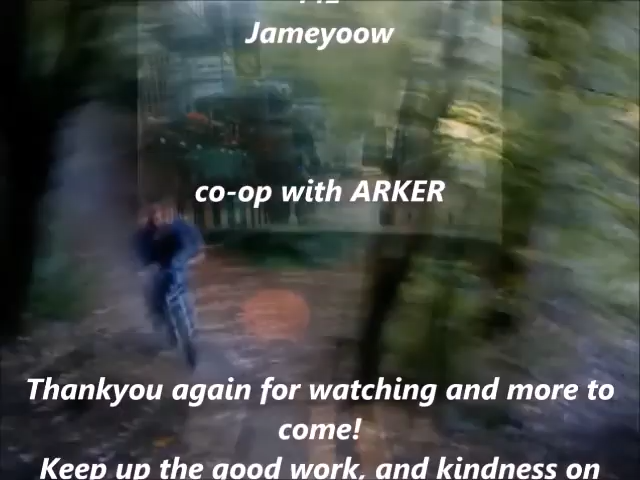 Jameyoow
co-op with ARKER
Thankyou again for watching and more to
come!
Keep up the good work, and kindness on